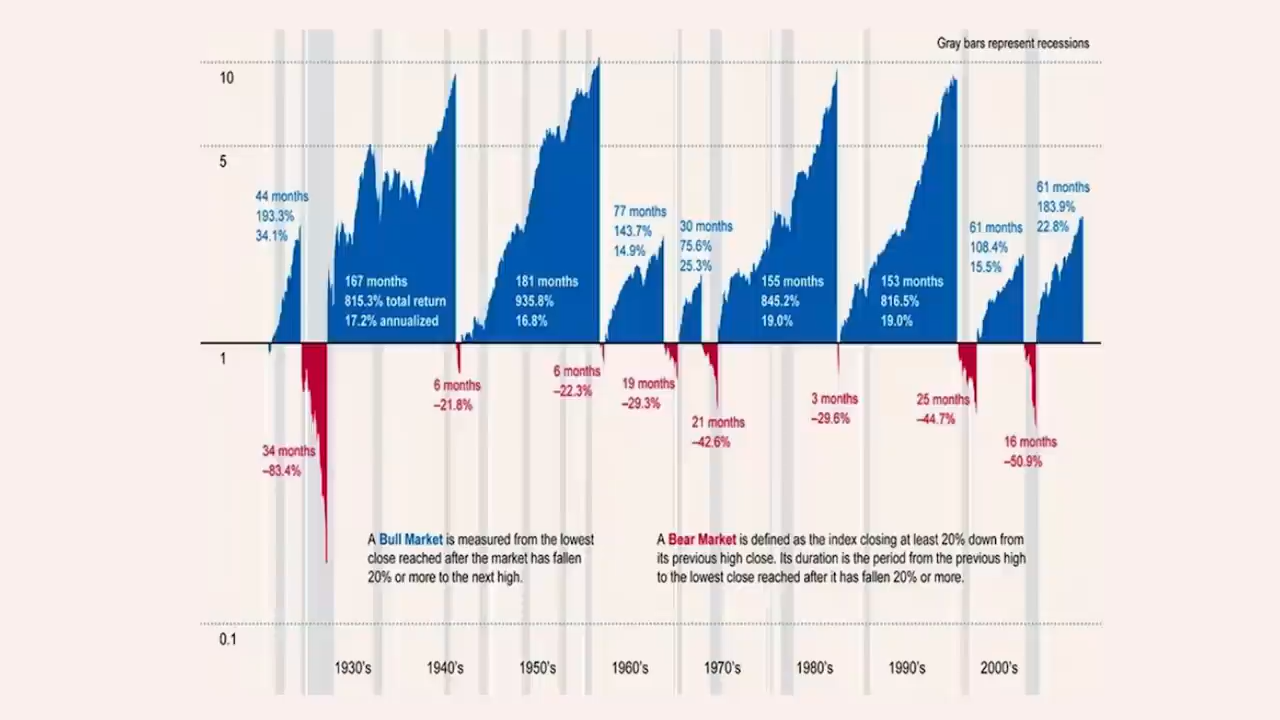 Gray bars represent recessions
10
5
44 months
193.3%
34.1%
167 months
815.3% total return
17.2% annualized
181 months
935.8%
16.8%
77 months
143.7%
14.9%
30 months
75.6%
25.3%
155 months
845.2%
19.0%
153 months
816.5%
19.0%
61 months
108.4%
15.5%
61 months
183.9%
22.8%
1
34 months
–83.4%
6 months
–21.8%
6 months
–22.3%
19 months
–29.3%
21 months
–42.6%
3 months
–29.6%
25 months
–44.7%
16 months
–50.9%
A Bull Market is measured from the lowest
close reached after the market has fallen
20% or more to the next high.
A Bear Market is defined as the index closing at least 20% down from
its previous high close. Its duration is the period from the previous high
to the lowest close reached after it has fallen 20% or more.
0.1
1930's 1940's 1950's 1960's 1970's 1980's 1990's 2000's